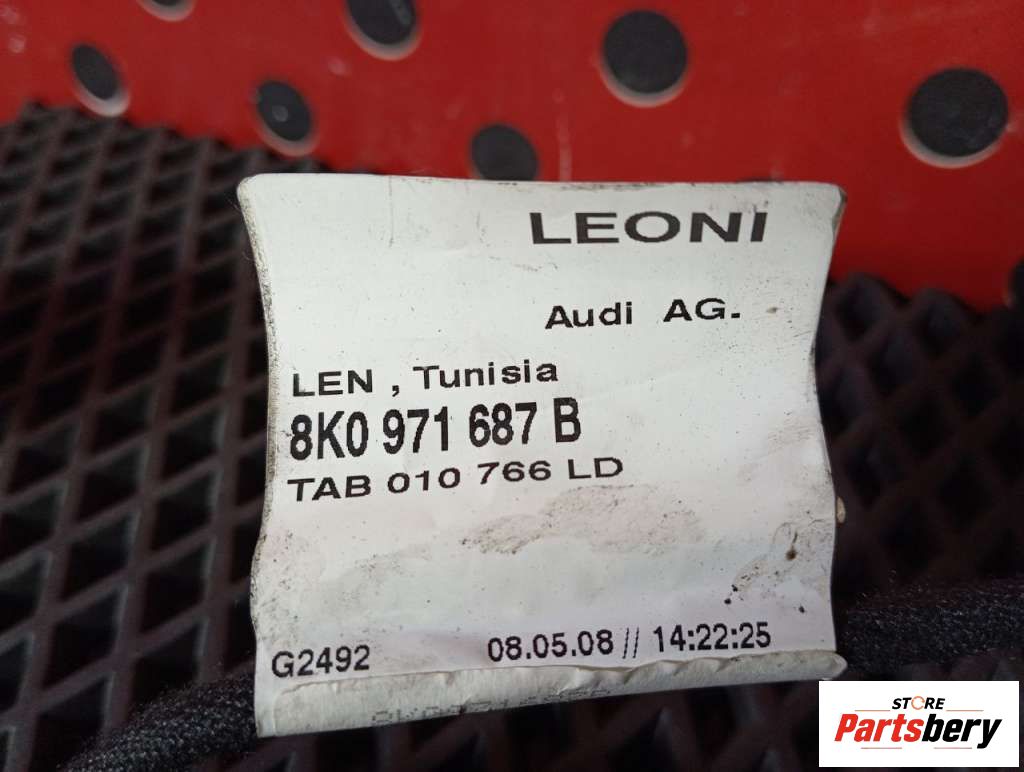 LEONI
Audi AG.
LEN , Tunisia
8K0 971 687 B
TAB 010 766 LD
G2492 08.05.08 // 14:22:25
STORE
Partsbery